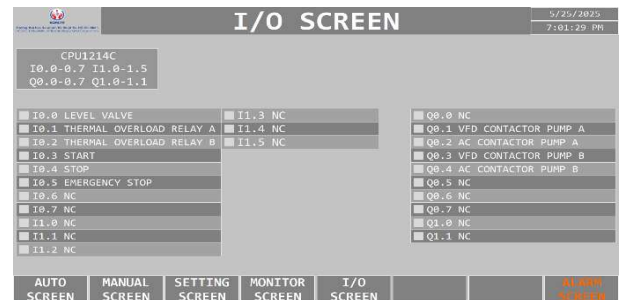 I/O SCREEN
5/25/2025
7:01:29 PM
CPU1214C
I0.0-0.7 I1.0-1.5
Q0.0-0.7 Q1.0-1.1
I0.0 LEVEL VALVE
I0.1 THERMAL OVERLOAD RELAY A
I0.2 THERMAL OVERLOAD RELAY B
I0.3 START
I0.4 STOP
I0.5 EMERGENCY STOP
I0.6 NC
I0.7 NC
I1.0 NC
I1.1 NC
I1.2 NC
I1.3 NC
I1.4 NC
I1.5 NC
Q0.0 NC
Q0.1 VFD CONTACTOR PUMP A
Q0.2 AC CONTACTOR PUMP A
Q0.3 VFD CONTACTOR PUMP B
Q0.4 AC CONTACTOR PUMP B
Q0.5 NC
Q0.6 NC
Q0.7 NC
Q1.0 NC
Q1.1 NC
AUTO SCREEN
MANUAL SCREEN
SETTING SCREEN
MONITOR SCREEN
I/O SCREEN
ALARM SCREEN